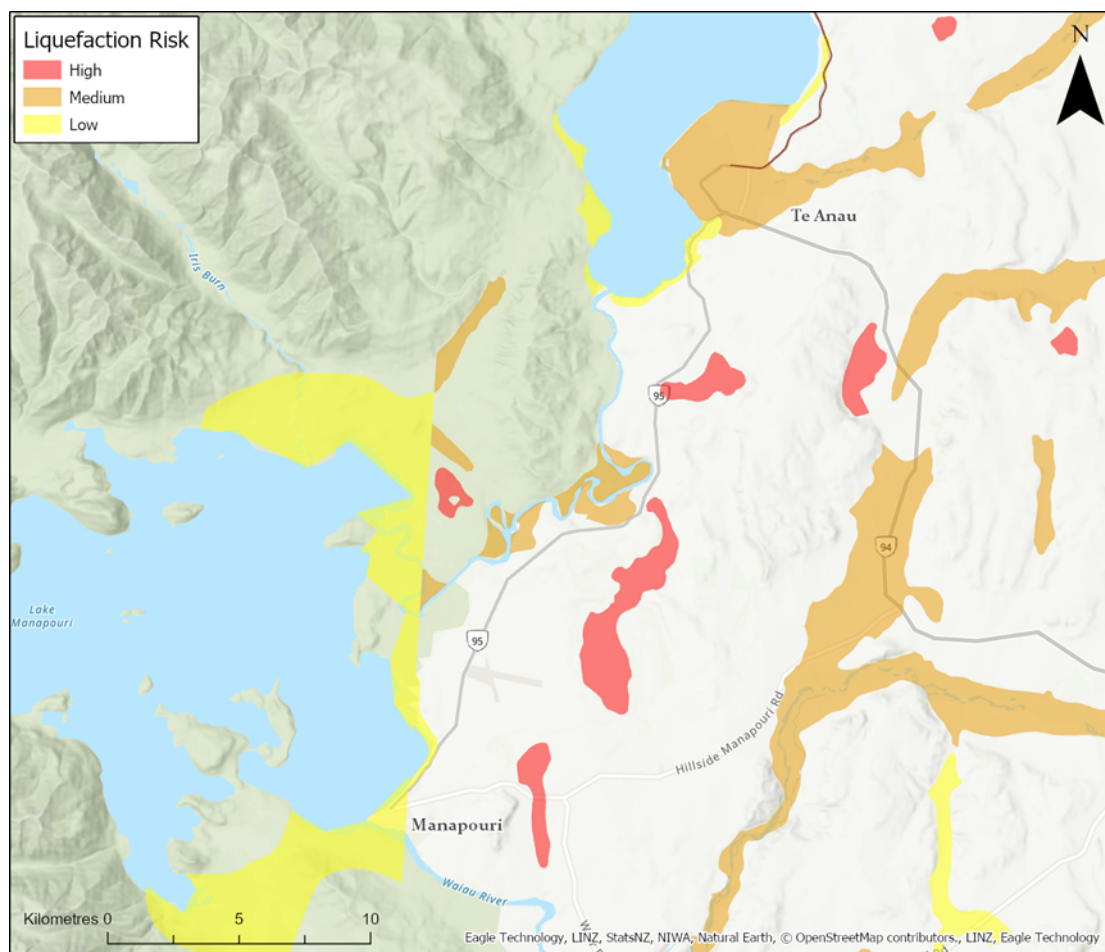 Liquefaction Risk
High
Medium
Low
N
Te Anau
Iris Burn
95
94
Lake
Manapouri
95
Hillside Manapouri Rd
Manapouri
Waiau River
Kilometres 0 5 10
Eagle Technology, LINZ, StatsNZ, NIWA, Natural Earth, © OpenStreetMap contributors., LINZ, Eagle Technology